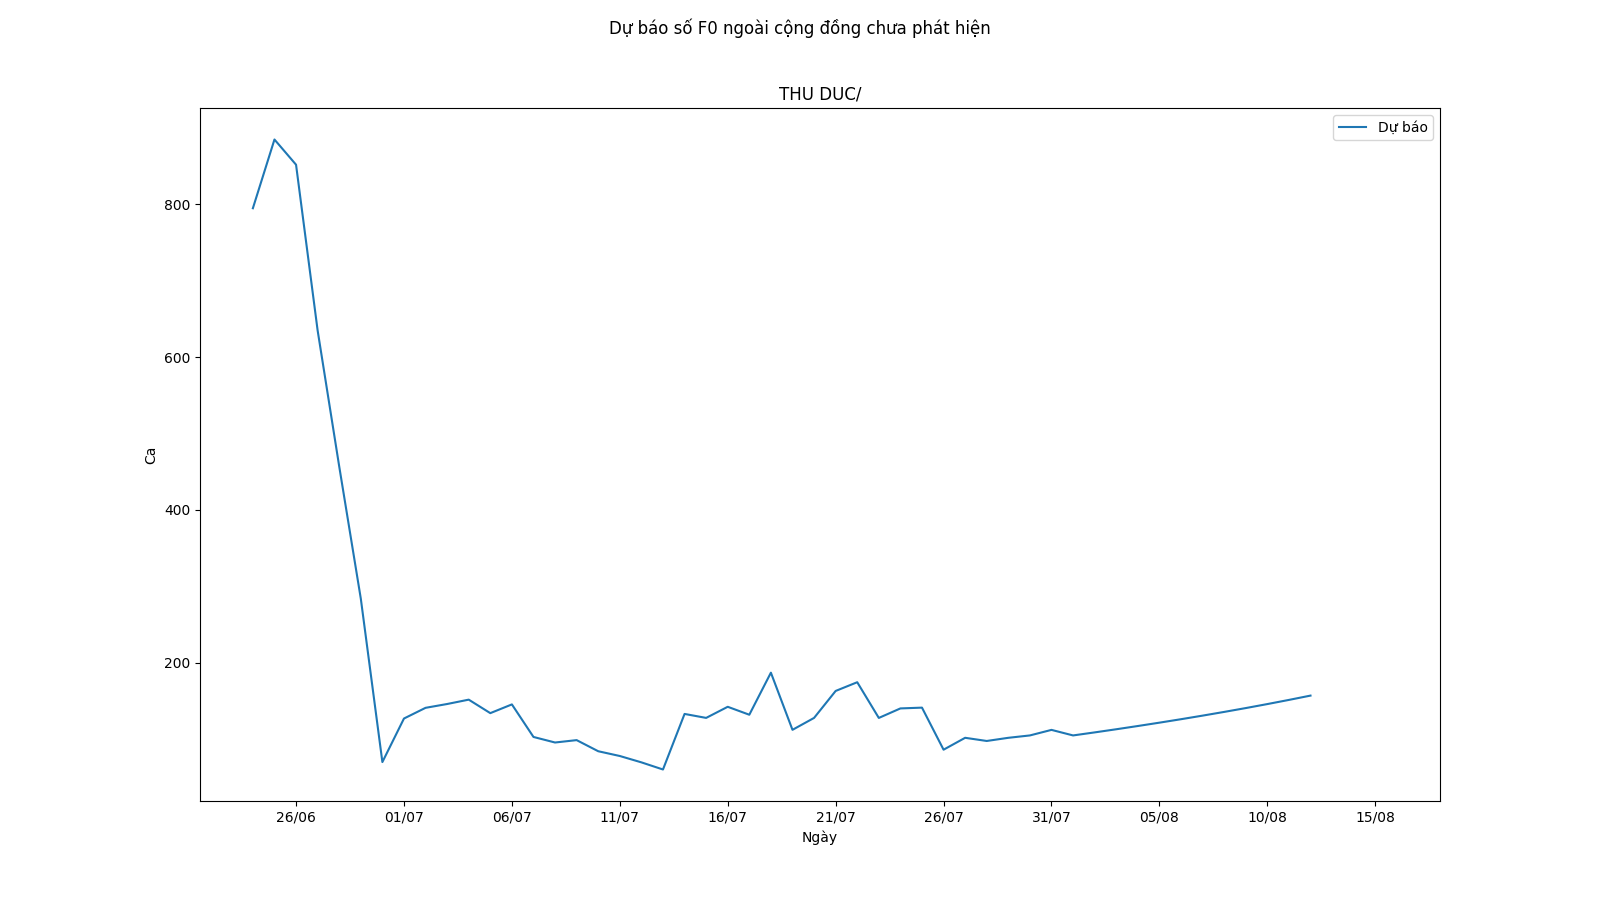 Dự báo số F0 ngoài cộng đồng chưa phát hiện
THU DUC/
Dự báo
800
600
400
200
Ca
26/06 01/07 06/07 11/07 16/07 21/07 26/07 31/07 05/08 10/08 15/08
Ngày